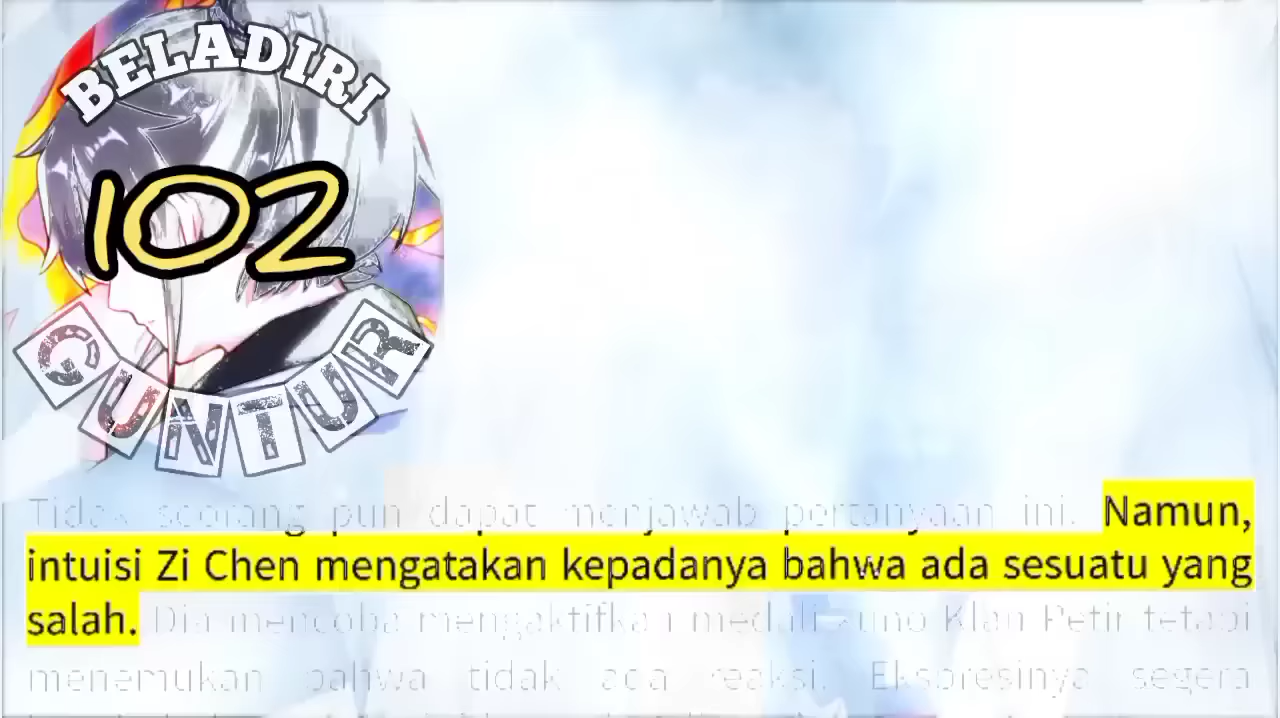 BELADIRI
102
GUNTUR
Tidak seorang pun dapat menjawab pertanyaan ini. Namun,
intuisi Zi Chen mengatakan kepadanya bahwa ada sesuatu yang
salah. Dia mencoba mengaktifkan medali kuno Klan Petir tetapi
menemukan bahwa tidak ada reaksi. Ekspresinya segera